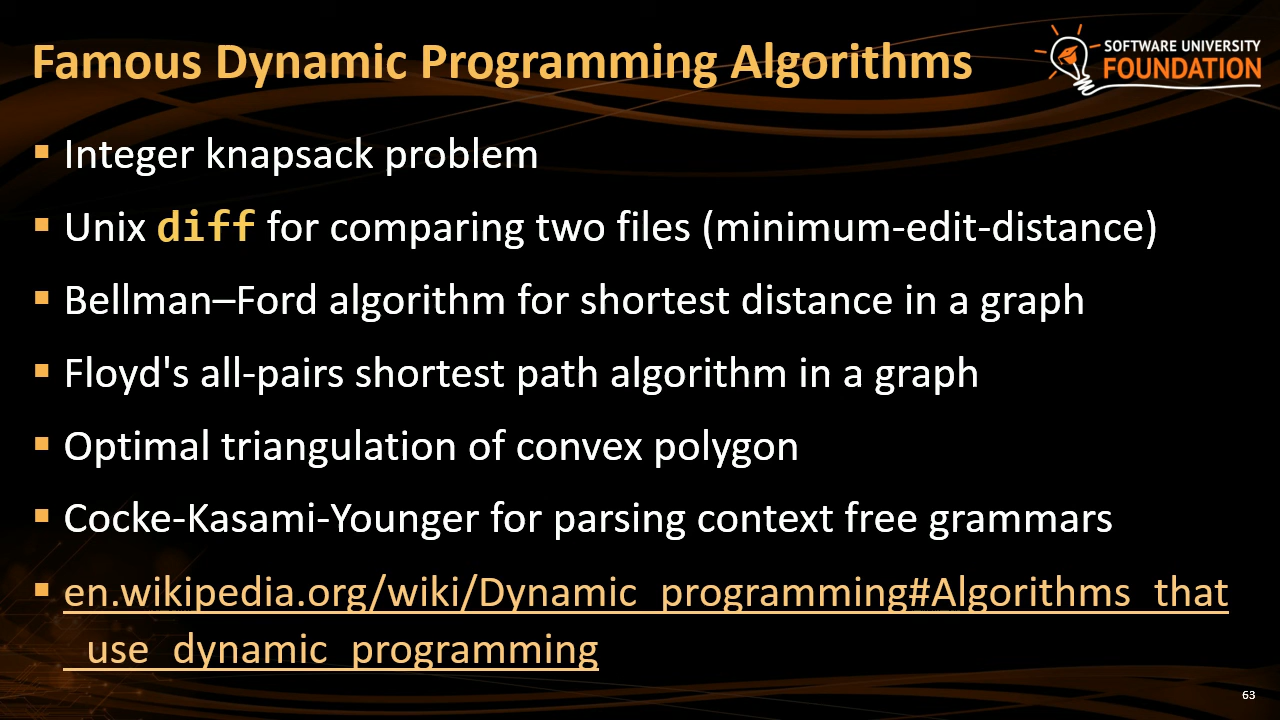 Famous Dynamic Programming Algorithms
SOFTWARE UNIVERSITY
FOUNDATION
▪ Integer knapsack problem
▪ Unix diff for comparing two files (minimum-edit-distance)
▪ Bellman–Ford algorithm for shortest distance in a graph
▪ Floyd's all-pairs shortest path algorithm in a graph
▪ Optimal triangulation of convex polygon
▪ Cocke-Kasami-Younger for parsing context free grammars
▪ en.wikipedia.org/wiki/Dynamic_programming#Algorithms_that
_use_dynamic_programming
63